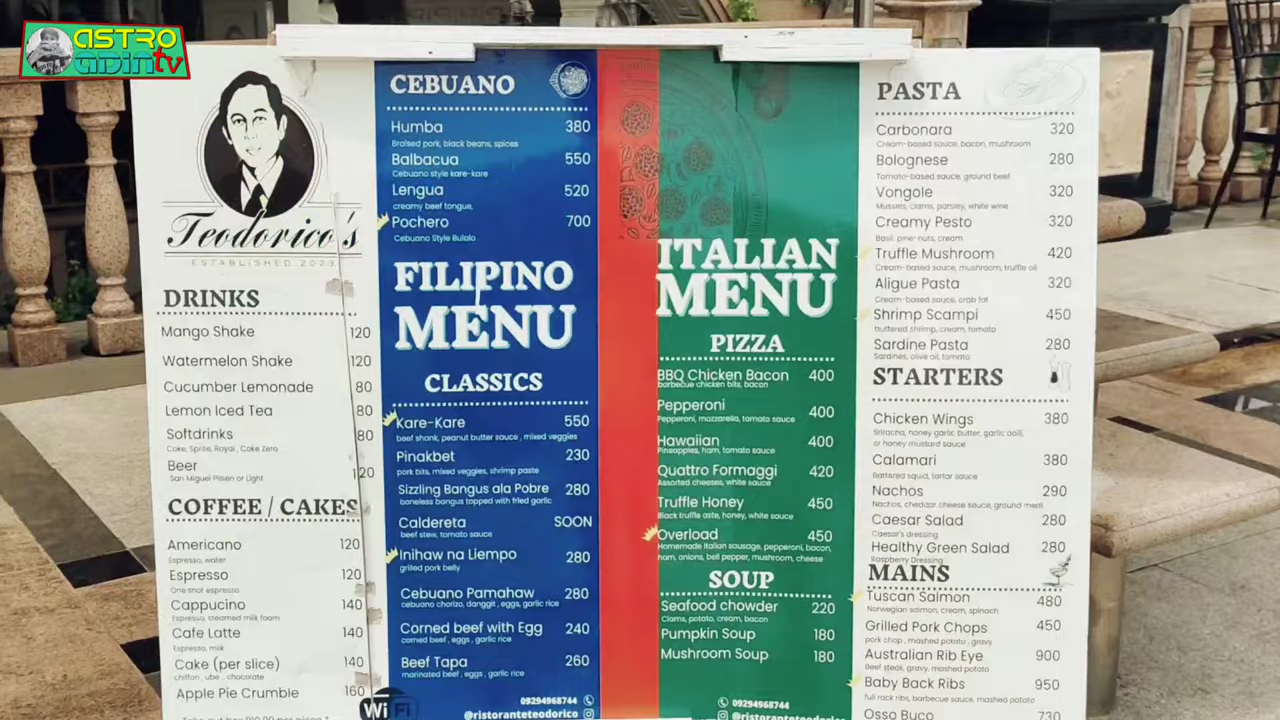 ASTRO
ADIN tv
Teodorico's
ESTABLISHED 2023
DRINKS
Mango Shake 120
Watermelon Shake 120
Cucumber Lemonade 80
Lemon Iced Tea 80
Softdrinks 80
Coke, Sprite, Royal, Coke Zero
Beer 120
San Miguel Pilsen or Light
COFFEE / CAKES
Americano 120
Espresso, water
Espresso 120
One shot espresso
Cappucino 140
Espresso, steamed milk foam
Cafe Latte 140
Espresso, milk
Cake (per slice) 140
chiffon, ube, chocolate
Apple Pie Crumble 160
CEBUANO
Humba 380
Braised pork, black beans, spices
Balbacua 550
Cebuano style kare-kare
Lengua 520
creamy beef tongue,
Pochero 700
Cebuano Style Bulalo
FILIPINO
MENU
CLASSICS
Kare-Kare 550
beef shank, peanut butter sauce, mixed veggies
Pinakbet 230
pork bits, mixed veggies, shrimp paste
Sizzling Bangus ala Pobre 280
boneless bangus topped with fried garlic
Caldereta SOON
beef stew, tomato sauce
Inihaw na Liempo 280
grilled pork belly
Cebuano Pamahaw 280
cebuano chorizo, danggit, eggs, garlic rice
Corned beef with Egg 240
corned beef, eggs, garlic rice
Beef Tapa 260
marinated beef, eggs, garlic rice
WiFi
09294968744
@ristoranteteodorico
ITALIAN
MENU
PIZZA
BBQ Chicken Bacon 400
barbecue chicken bits, bacon
Pepperoni 400
Pepperoni, mozzarella, tomato sauce
Hawaiian 400
Pineapples, ham, tomato sauce
Quattro Formaggi 420
Assorted cheeses, white sauce
Truffle Honey 450
Black truffle aste, honey, white sauce
Overload 450
Homemade Italian sausage, pepperoni, bacon,
ham, onions, bell pepper, mushroom, cheese
SOUP
Seafood chowder 220
Clams, potato, cream, bacon
Pumpkin Soup 180
Mushroom Soup 180
09294968744
@ristoranteteodorico
PASTA
Carbonara 320
Cream-based sauce, bacon, mushroom
Bolognese 280
Tomato-based sauce, ground beef
Vongole 320
Mussels, clams, parsley, white wine
Creamy Pesto 320
Basil, pine-nuts, cream
Truffle Mushroom 420
Cream-based sauce, mushroom, truffle oil
Aligue Pasta 320
Cream-based sauce, crab fat
Shrimp Scampi 450
buttered shrimp, cream, tomato
Sardine Pasta 280
Sardines, olive oil, tomato
STARTERS
Chicken Wings 380
Sriracha, honey garlic butter, garlic aoili,
or honey mustard sauce
Calamari 380
Battered squid, tartar sauce
Nachos 290
Nachos, cheddar cheese sauce, ground meat
Caesar Salad 280
Caesar's dressing
Healthy Green Salad 280
Raspberry Dressing
MAINS
Tuscan Salmon 480
Norwegian salmon, cream, spinach
Grilled Pork Chops 450
pork chop, mashed potato, gravy
Australian Rib Eye 900
Beef steak, gravy, mashed potato
Baby Back Ribs 950
full rack ribs, barbecue sauce, mashed potato
Osso Buco 730